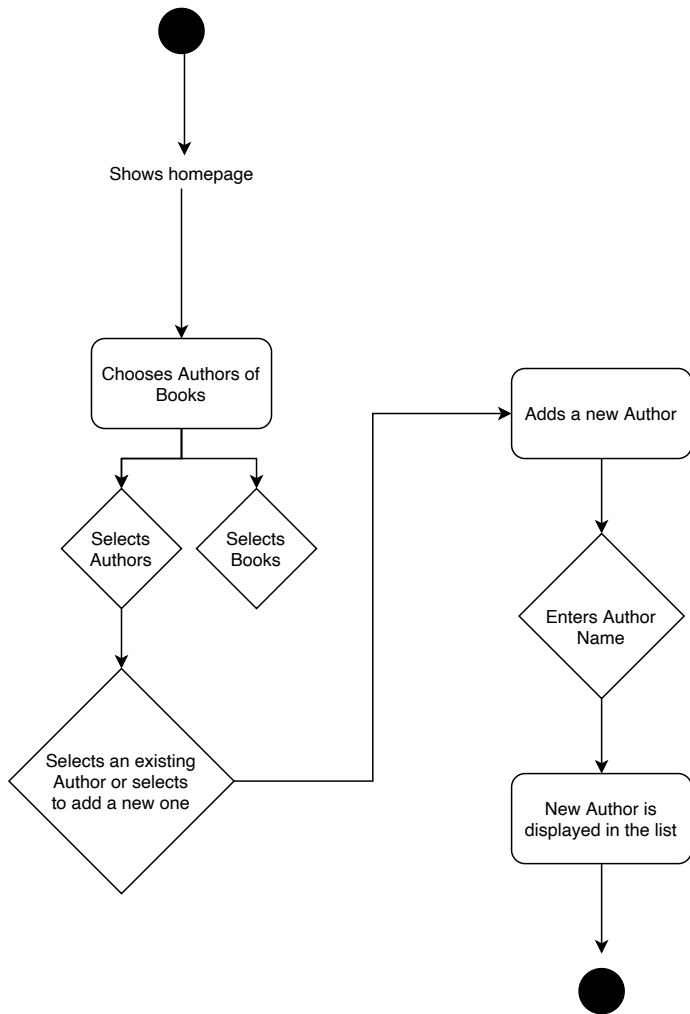 Shows homepage
Chooses Authors of
Books
Selects
Authors
Selects
Books
Selects an existing
Author or selects
to add a new one
Adds a new Author
Enters Author
Name
New Author is
displayed in the list